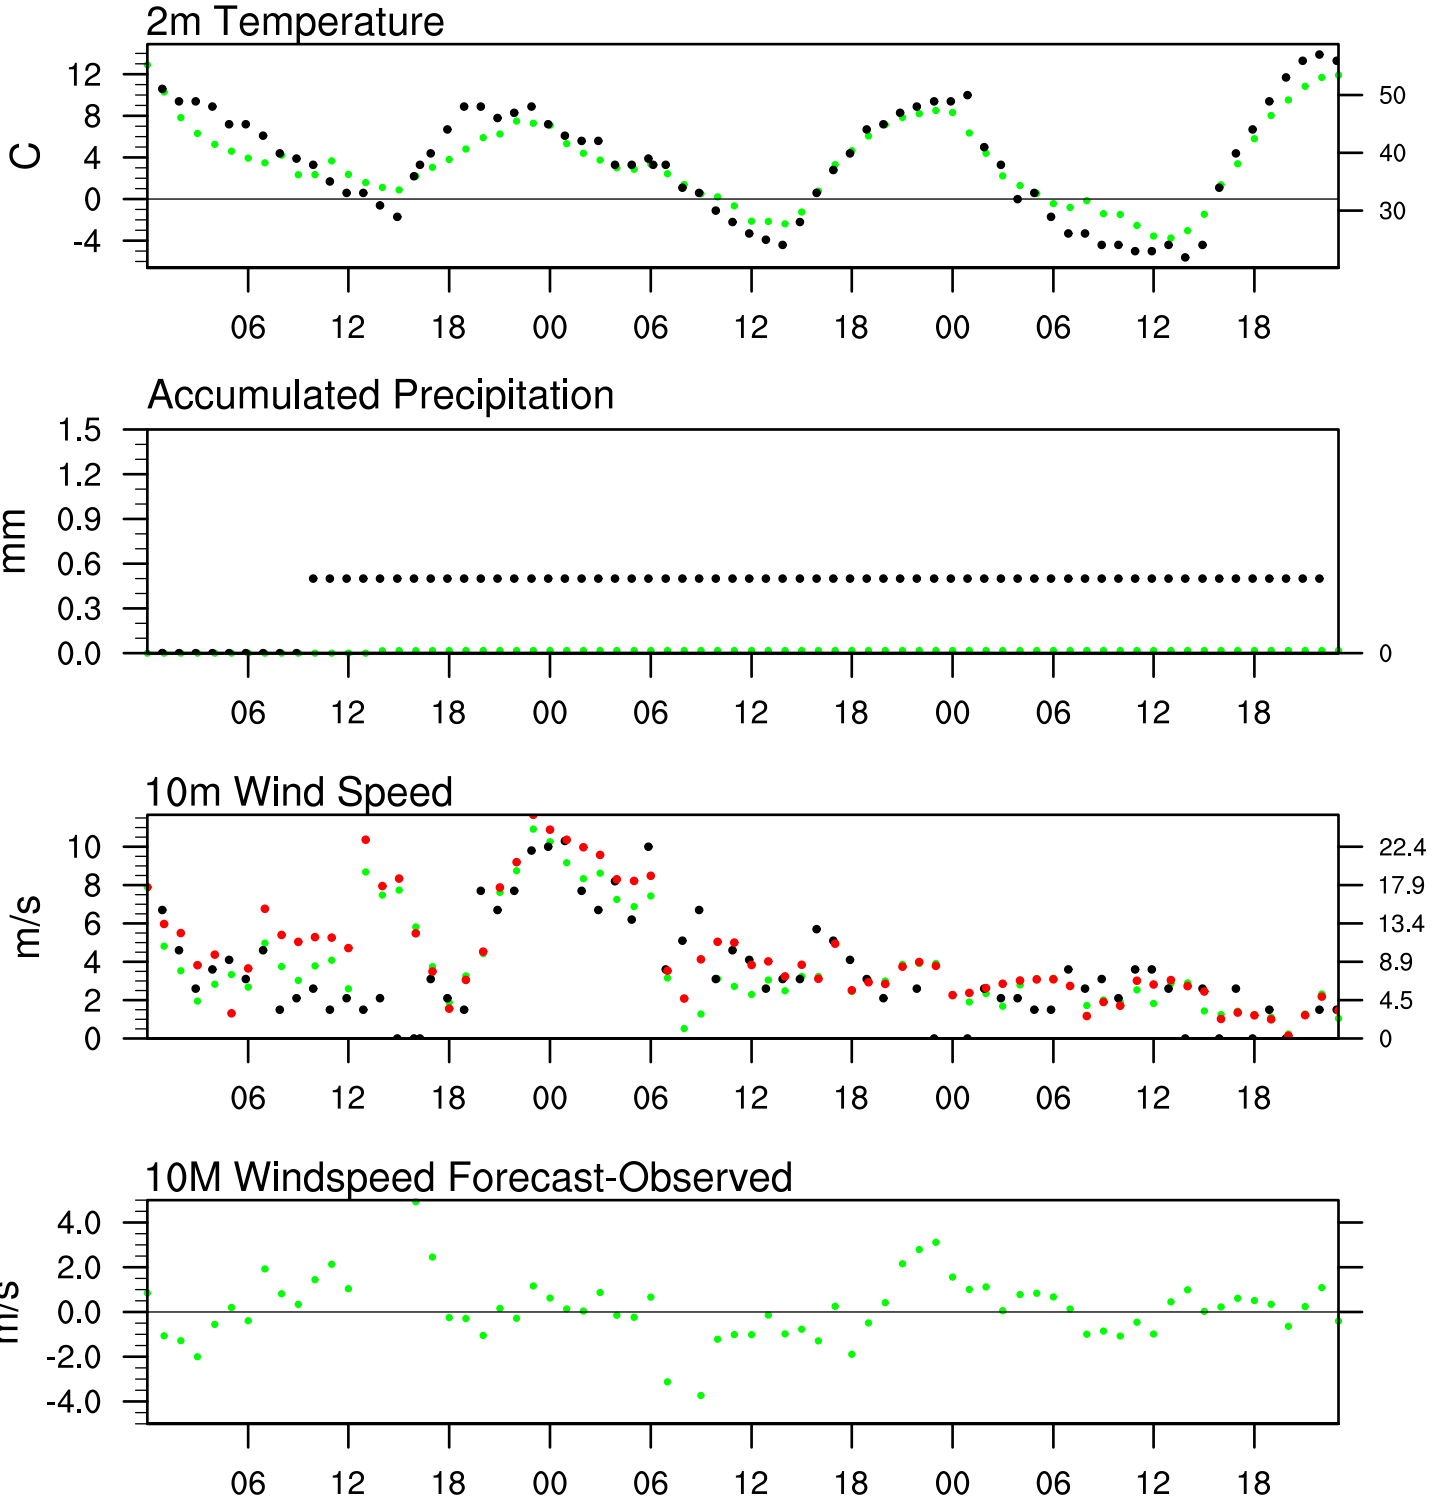 2m Temperature
12
8
4
0
-4
C
50
40
30
06 12 18 00 06 12 18 00 06 12 18
Accumulated Precipitation
1.5
1.2
0.9
0.6
0.3
0.0
mm
0
06 12 18 00 06 12 18 00 06 12 18
10m Wind Speed
10
8
6
4
2
0
m/s
22.4
17.9
13.4
8.9
4.5
0
06 12 18 00 06 12 18 00 06 12 18
10M Windspeed Forecast-Observed
4.0
2.0
0.0
-2.0
-4.0
m/s
06 12 18 00 06 12 18 00 06 12 18